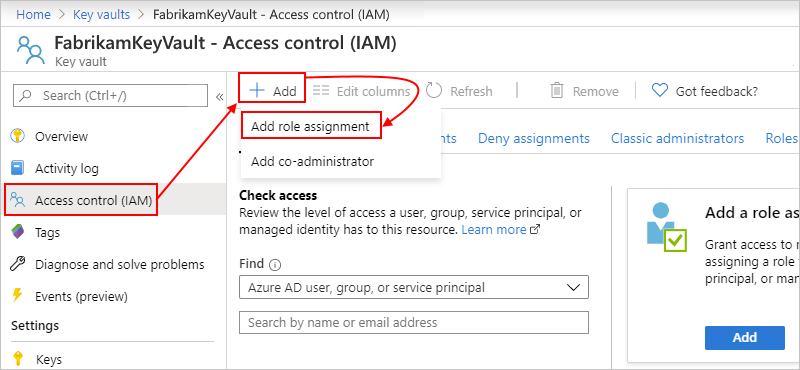 Home > Key vaults > FabrikamKeyVault - Access control (IAM)
FabrikamKeyVault - Access control (IAM)
Key vault
Search (Ctrl+/)
«
Overview
Activity log
Access control (IAM)
Tags
Diagnose and solve problems
Events (preview)
Settings
Keys
+ Add
Edit columns
Refresh
Remove
Got feedback?
Add role assignment
Add co-administrator
Deny assignments
Classic administrators
Roles
Check access
Review the level of access a user, group, service principal, or
managed identity has to this resource. Learn more
Find
Azure AD user, group, or service principal
Search by name or email address
Add a role
Grant access to
assigning a role
principal, or
Add